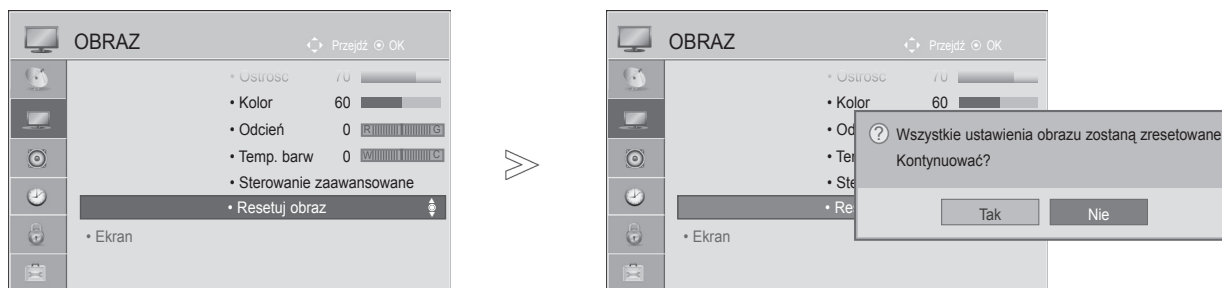 OBRAZ
Przejdź OK
• Ostrość 70
• Kolor 60
• Odcień 0 R G
• Temp. barw 0 W C
• Sterowanie zaawansowane
• Resetuj obraz
• Ekran
OBRAZ
Przejdź OK
• Ostrość 70
• Kolor 60
• Od
• Te
• Ste
• Re
• Ekran
? Wszystkie ustawienia obrazu zostaną zresetowane
Kontynuować?
Tak Nie